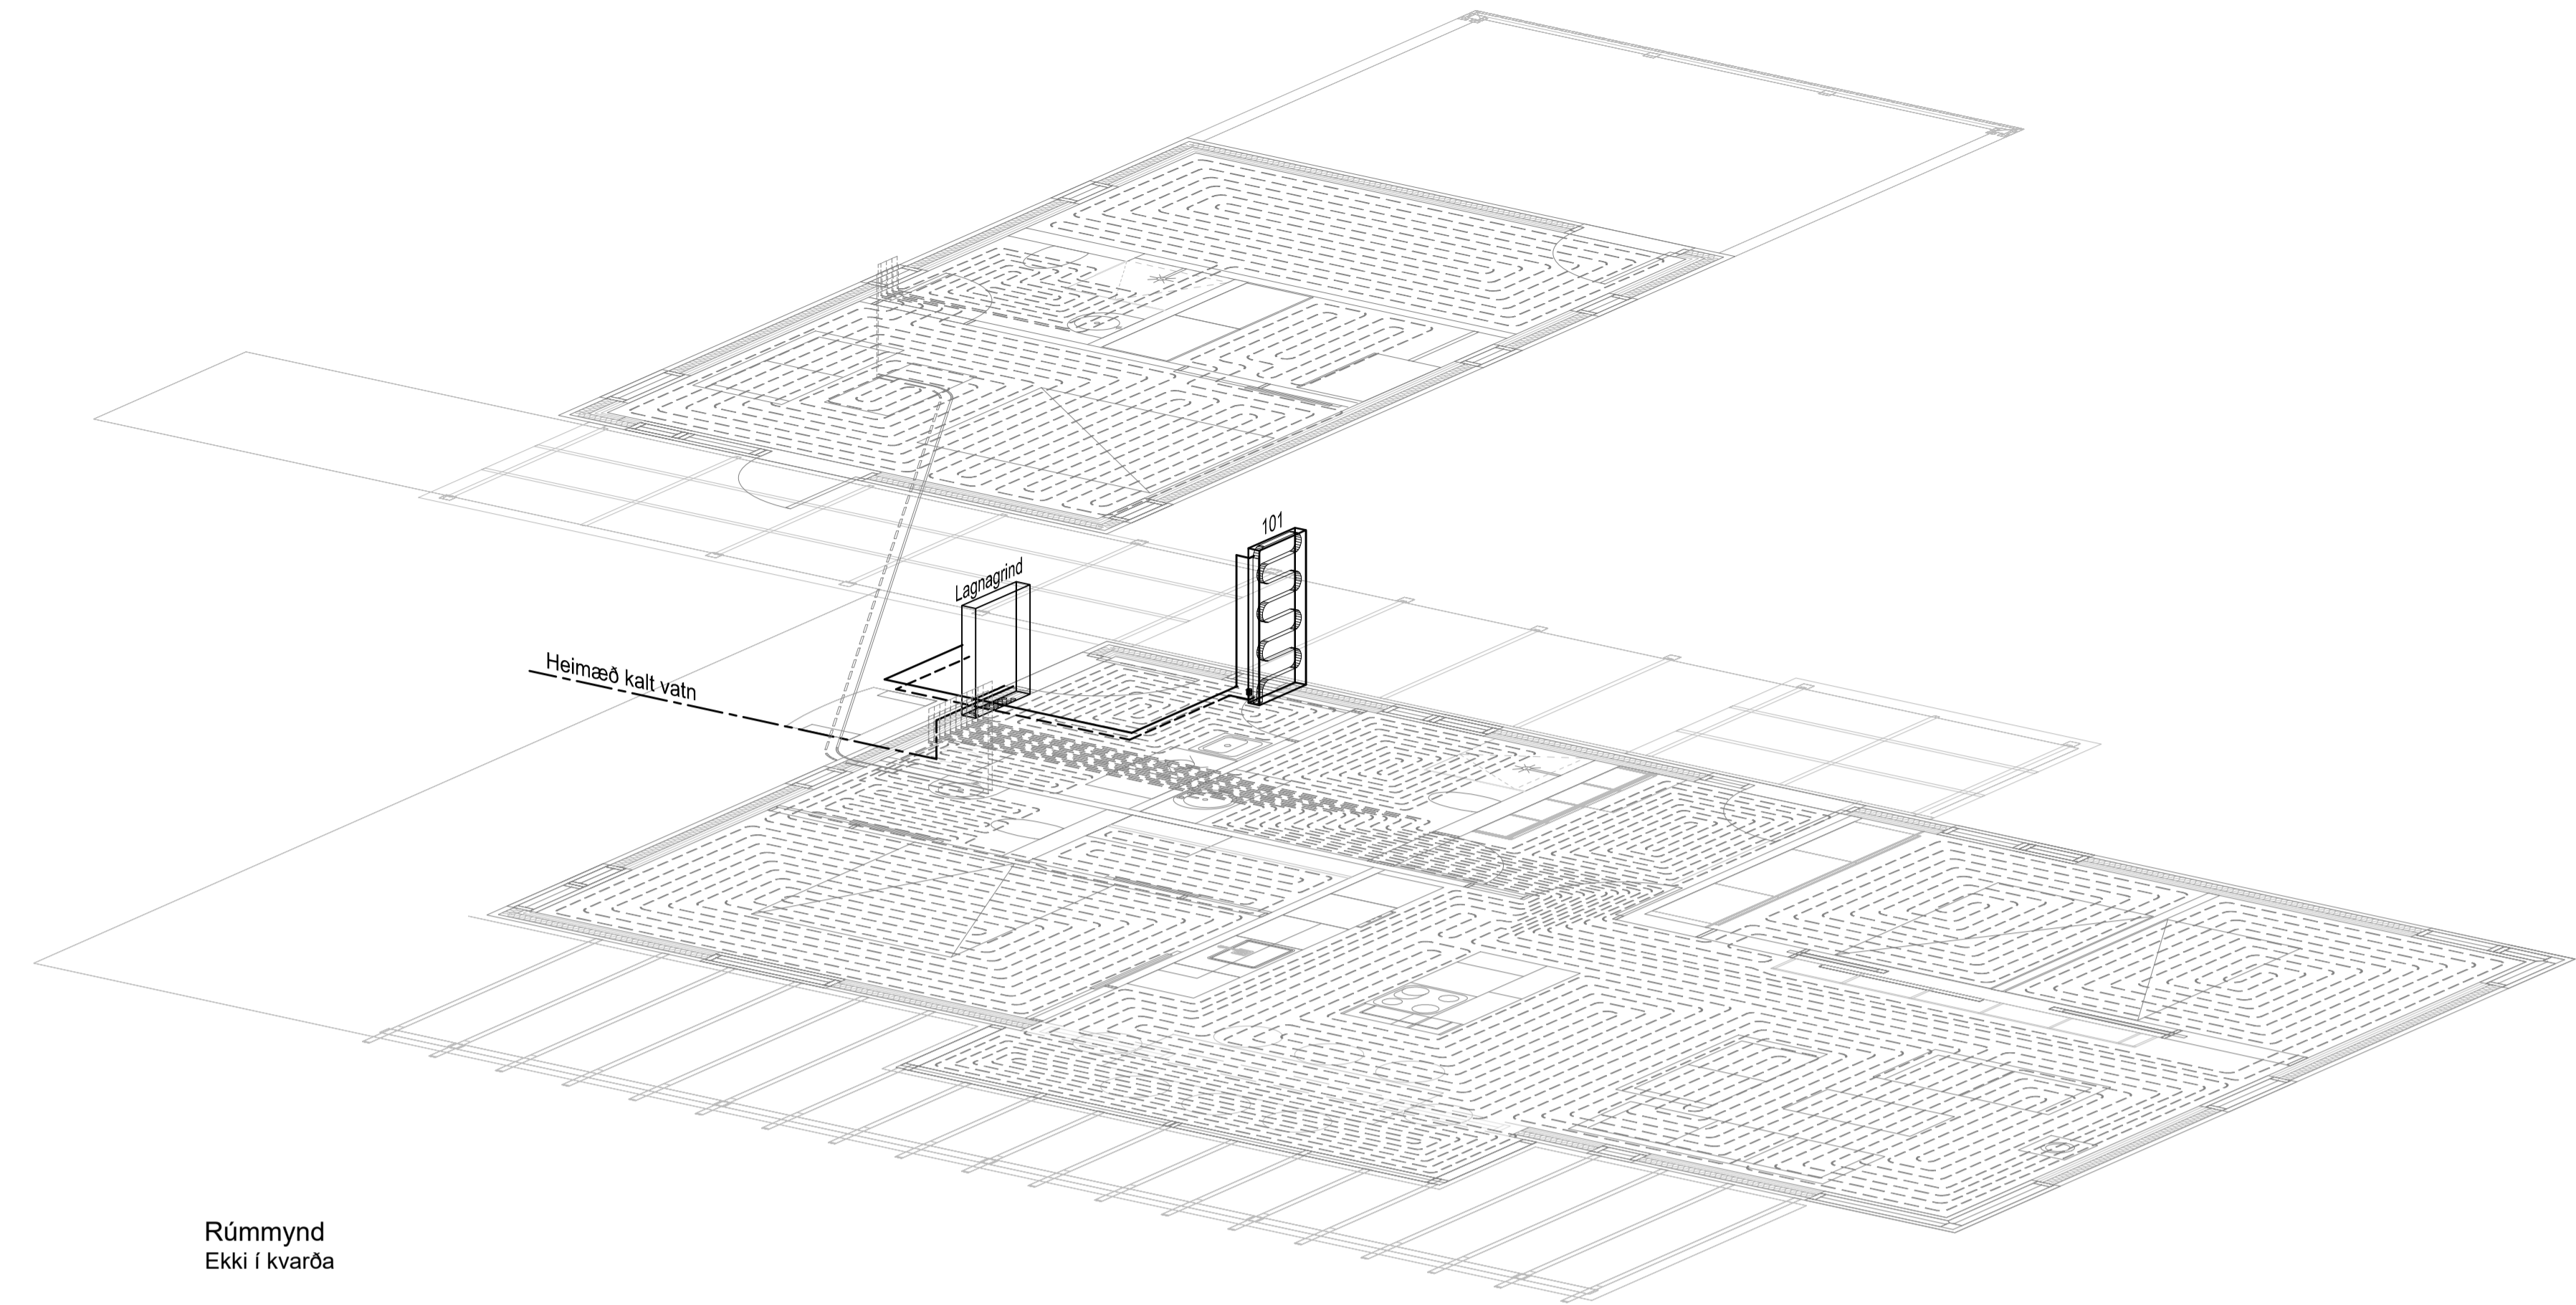 101
Lagnagrind
Heimæð kalt vatn
Rúmmynd
Ekki í kvarða